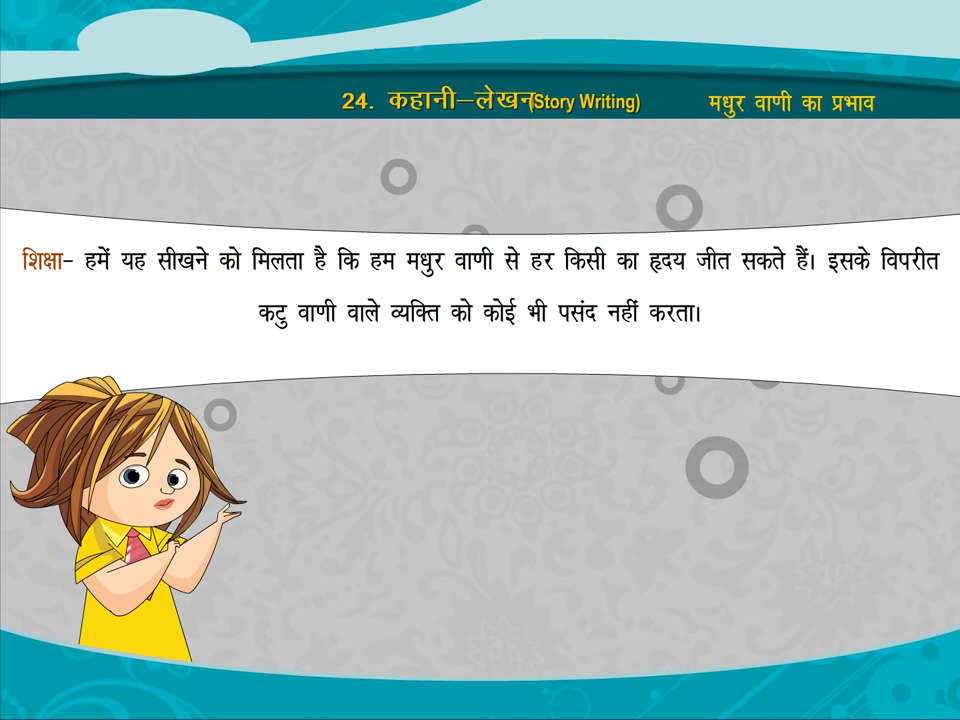 24. कहानी–लेखन(Story Writing) मधुर वाणी का प्रभाव
शिक्षा- हमें यह सीखने को मिलता है कि हम मधुर वाणी से हर किसी का हृदय जीत सकते हैं। इसके विपरीत
कटु वाणी वाले व्यक्ति को कोई भी पसंद नहीं करता।